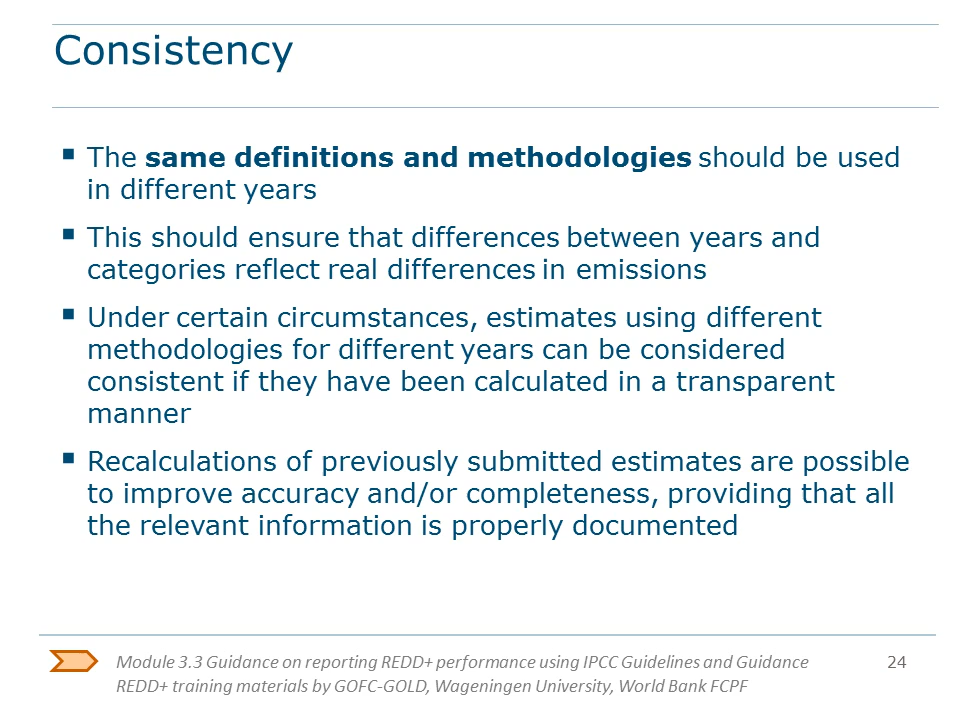 Consistency
▪ The same definitions and methodologies should be used
in different years
▪ This should ensure that differences between years and
categories reflect real differences in emissions
▪ Under certain circumstances, estimates using different
methodologies for different years can be considered
consistent if they have been calculated in a transparent
manner
▪ Recalculations of previously submitted estimates are possible
to improve accuracy and/or completeness, providing that all
the relevant information is properly documented
Module 3.3 Guidance on reporting REDD+ performance using IPCC Guidelines and Guidance
REDD+ training materials by GOFC-GOLD, Wageningen University, World Bank FCPF
24